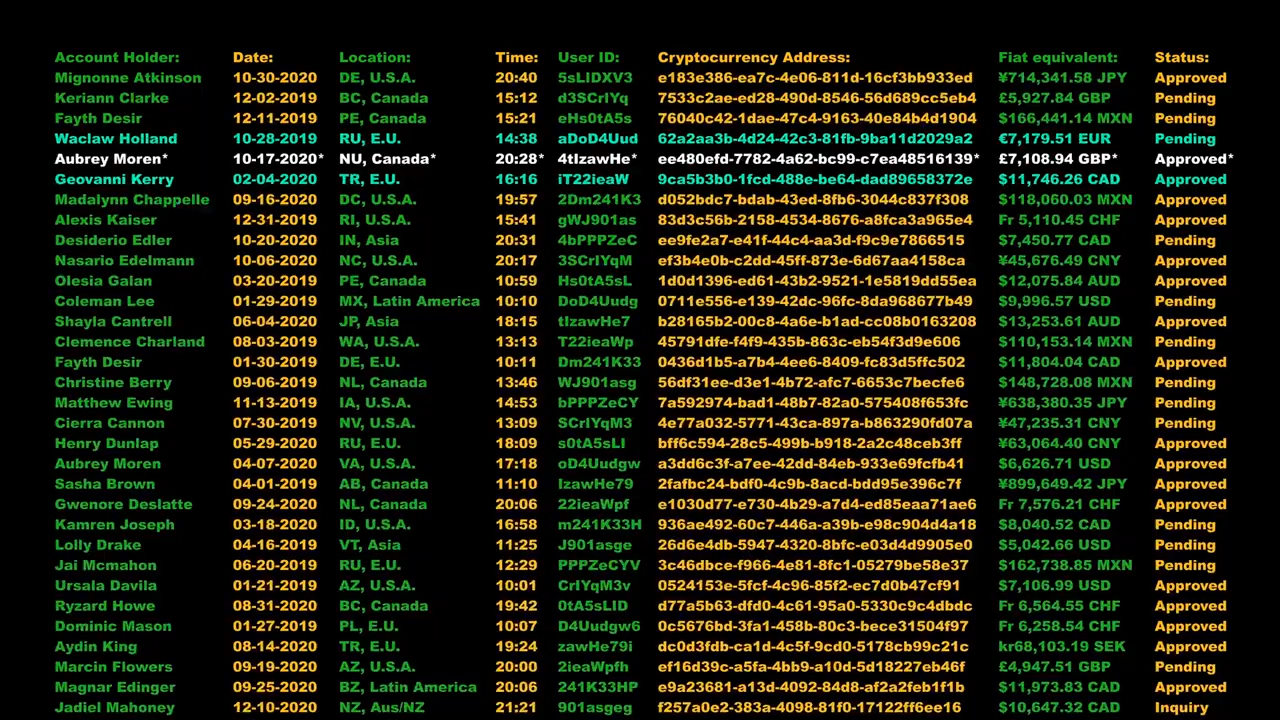 Account Holder: Date: Location: Time: User ID: Cryptocurrency Address: Fiat equivalent: Status:
Mignonne Atkinson 10-30-2020 DE, U.S.A. 20:40 5sLIDXV3 e183e386-ea7c-4e06-811d-16cf3bb933ed ¥714,341.58 JPY Approved
Keriann Clarke 12-02-2019 BC, Canada 15:12 d3SCrIYq 7533c2ae-ed28-490d-8546-56d689cc5eb4 £5,927.84 GBP Pending
Fayth Desir 12-11-2019 PE, Canada 15:21 eHs0tA5s 76040c42-1dae-47c4-9163-40e84b4d1904 $166,441.14 MXN Pending
Waclaw Holland 10-28-2019 RU, E.U. 14:38 aDoD4Uud 62a2aa3b-4d24-42c3-81fb-9ba11d2029a2 €7,179.51 EUR Pending
Aubrey Moren* 10-17-2020* NU, Canada* 20:28* 4tIzawHe* ee480efd-7782-4a62-bc99-c7ea48516139* £7,108.94 GBP* Approved*
Geovanni Kerry 02-04-2020 TR, E.U. 16:16 iT22ieaW 9ca5b3b0-1fcd-488e-be64-dad89658372e $11,746.26 CAD Approved
Madalynn Chappelle 09-16-2020 DC, U.S.A. 19:57 2Dm241K3 d052bdc7-bdab-43ed-8fb6-3044c837f308 $118,060.03 MXN Approved
Alexis Kaiser 12-31-2019 RI, U.S.A. 15:41 gWJ901as 83d3c56b-2158-4534-8676-a8fca3a965e4 Fr 5,110.45 CHF Approved
Desiderio Edler 10-20-2020 IN, Asia 20:31 4bPPPZeC ee9fe2a7-e41f-44c4-aa3d-f9c9e7866515 $7,450.77 CAD Pending
Nasario Edelmann 10-06-2020 NC, U.S.A. 20:17 3SCrIYqM ef3b4e0b-c2dd-45ff-873e-6d67aa4158ca ¥45,676.49 CNY Pending
Olesia Galan 03-20-2019 PE, Canada 10:59 Hs0tA5sL 1d0d1396-ed61-43b2-9521-1e5819dd55ea $12,075.84 AUD Pending
Coleman Lee 01-29-2019 MX, Latin America 10:10 DoD4Uudg 0711e556-e139-42dc-96fc-8da968677b49 $9,996.57 USD Pending
Shayla Cantrell 06-04-2020 JP, Asia 18:15 tIzawHe7 b28165b2-00c8-4a6e-b1ad-cc08b0163208 $13,253.61 AUD Approved
Clemence Charland 08-03-2019 WA, U.S.A. 13:13 T22ieaWp 45791dfe-f4f9-435b-863c-eb54f3d9e606 $110,153.14 MXN Pending
Fayth Desir 01-30-2019 DE, E.U. 10:11 Dm241K33 0436d1b5-a7b4-4ee6-8409-fc83d5ffc502 $11,804.04 CAD Approved
Christine Berry 09-06-2019 NL, Canada 13:46 WJ901asg 56df31ee-d3e1-4b72-afc7-6653c7becfe6 $148,728.08 MXN Pending
Matthew Ewing 11-13-2019 IA, U.S.A. 14:53 bPPPZeCY 7a592974-bad1-48b7-82a0-575408f653fc ¥638,380.35 JPY Pending
Cierra Cannon 07-30-2019 NV, U.S.A. 13:09 SCrIYqM3 4e77a032-5771-43ca-897a-b863290fd07a ¥47,235.31 CNY Pending
Henry Dunlap 05-29-2020 RU, E.U. 18:09 s0tA5sLI bff6c594-28c5-499b-b918-2a2c48ceb3ff ¥63,064.40 CNY Approved
Aubrey Moren 04-07-2020 VA, U.S.A. 17:18 oD4Uudgw a3dd6c3f-a7ee-42dd-84eb-933e69fcfb41 $6,626.71 USD Approved
Sasha Brown 04-01-2019 AB, Canada 11:10 IzawHe79 2fafbc24-bdf0-4c9b-8acd-bdd95e396c7f ¥899,649.42 JPY Approved
Gwenore Deslatte 09-24-2020 NL, Canada 20:06 22ieaWpf e1030d77-e730-4b29-a7d4-ed85eaa71ae6 Fr 7,576.21 CHF Approved
Kamren Joseph 03-18-2020 ID, U.S.A. 16:58 m241K33H 936ae492-60c7-446a-a39b-e98c904d4a18 $8,040.52 CAD Pending
Lolly Drake 04-16-2019 VT, Asia 11:25 J901asge 26d6e4db-5947-4320-8bfc-e03d4d9905e0 $5,042.66 USD Pending
Jai Mcmahon 06-20-2019 RU, E.U. 12:29 PPPZeCYV 3c46dbce-f966-4e81-8fc1-05279be58e37 $162,738.85 MXN Pending
Ursala Davila 01-21-2019 AZ, U.S.A. 10:01 CrIYqM3v 0524153e-5fcf-4c96-85f2-ec7d0b47cf91 $7,106.99 USD Approved
Ryzard Howe 08-31-2020 BC, Canada 19:42 0tA5sLID d77a5b63-dfd0-4c61-95a0-5330c9c4dbdc Fr 6,564.55 CHF Approved
Dominic Mason 01-27-2019 PL, E.U. 10:07 D4Uudgw6 0c5676bd-3fa1-458b-80c3-bece31504f97 Fr 6,258.54 CHF Approved
Aydin King 08-14-2020 TR, E.U. 19:24 zawHe79i dc0d3fdb-ca1d-4c5f-9cd0-5178cb99c21c kr68,103.19 SEK Approved
Marcin Flowers 09-19-2020 AZ, U.S.A. 20:00 2ieaWpfh ef16d39c-a5fa-4bb9-a10d-5d18227eb46f £4,947.51 GBP Pending
Magnar Edinger 09-25-2020 BZ, Latin America 20:06 241K33HP e9a23681-a13d-4092-84d8-af2a2feb1f1b $11,973.83 CAD Approved
Jadiel Mahoney 12-10-2020 NZ, Aus/NZ 21:21 901asgeg f257a0e2-383a-4098-81f0-17122ff6ee16 $10,647.32 CAD Inquiry